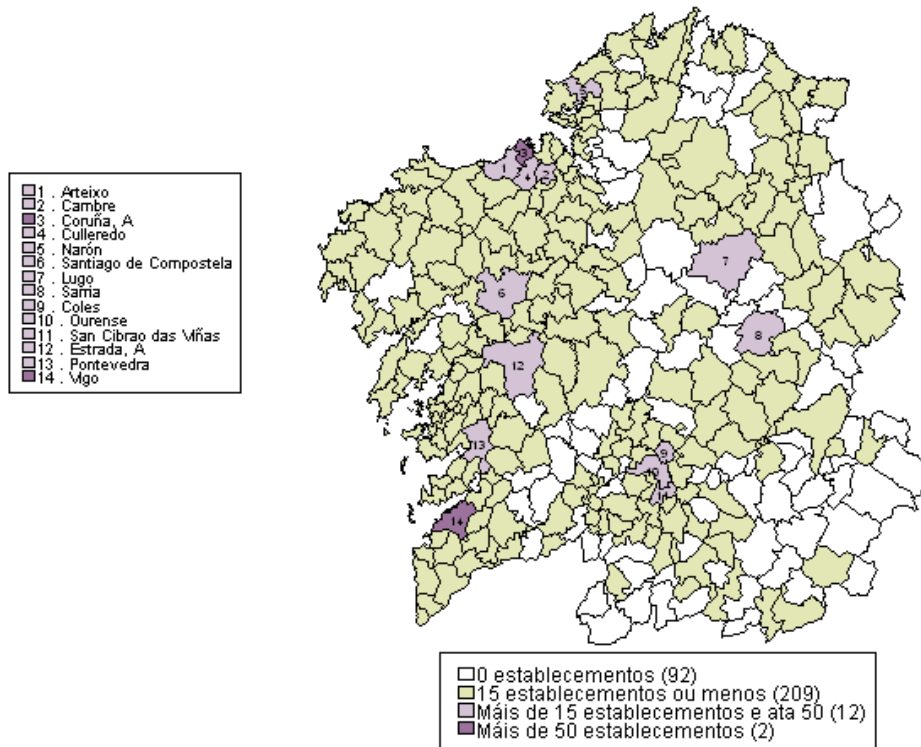 1 . Arteixo
2 . Cambre
3 . Coruña, A
4 . Culleredo
5 . Narón
6 . Santiago de Compostela
7 . Lugo
8 . Sarria
9 . Coles
10 . Ourense
11 . San Cibrao das Viñas
12 . Estrada, A
13 . Pontevedra
14 . Vigo
5
3
1
4
2
7
6
8
12
13
9
10
11
14
0 establecementos (92)
15 establecementos ou menos (209)
Máis de 15 establecementos e ata 50 (12)
Máis de 50 establecementos (2)